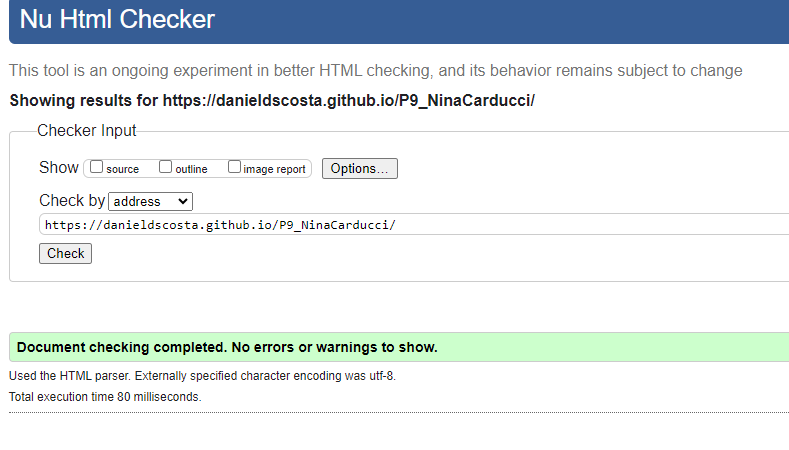 Nu Html Checker
This tool is an ongoing experiment in better HTML checking, and its behavior remains subject to change
Showing results for https://danieldscosta.github.io/P9_NinaCarducci/
Checker Input
Show source outline image report Options...
Check by address
https://danieldscosta.github.io/P9_NinaCarducci/
Check
Document checking completed. No errors or warnings to show.
Used the HTML parser. Externally specified character encoding was utf-8.
Total execution time 80 milliseconds.